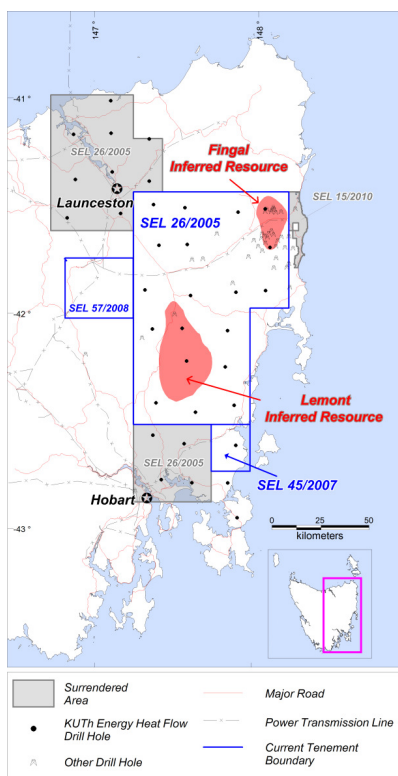 147
148
-41
SEL 26/2005
Fingal
Inferred Resource
SEL 15/2010
Launceston
SEL 26/2005
SEL 57/2008
-42
Lemont
Inferred Resource
SEL 26/2005
SEL 45/2007
Hobart
-43
0 25 50
kilometers
Surrendered
Area
Major Road
KUTh Energy Heat Flow
Drill Hole
Power Transmission Line
Other Drill Hole
Current Tenement
Boundary